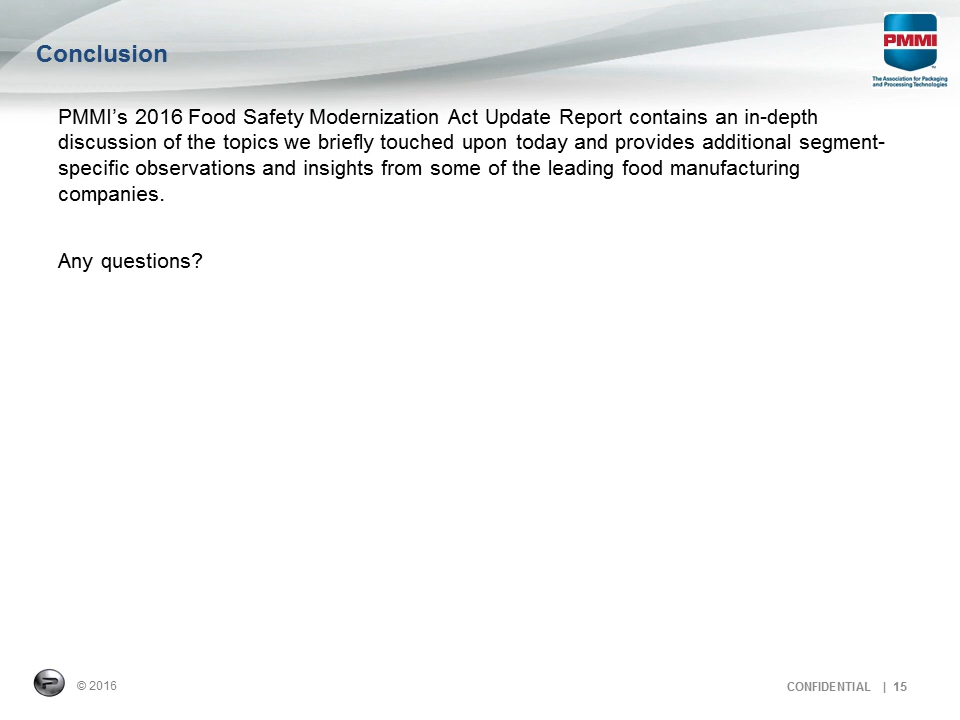 Conclusion
PMMI
The Association for Packaging
and Processing Technologies
PMMI’s 2016 Food Safety Modernization Act Update Report contains an in-depth
discussion of the topics we briefly touched upon today and provides additional segment-
specific observations and insights from some of the leading food manufacturing
companies.
Any questions?
© 2016
CONFIDENTIAL | 15